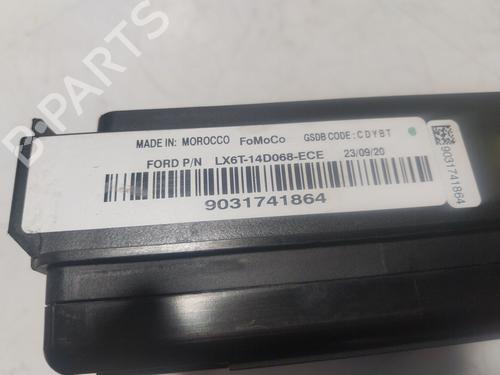 B-PARTS
MADE IN: MOROCCO FoMoCo GSDB CODE: CDYBT
FORD P/N LX6T-14D068-ECE 23/09/20
9031741864
9031741864